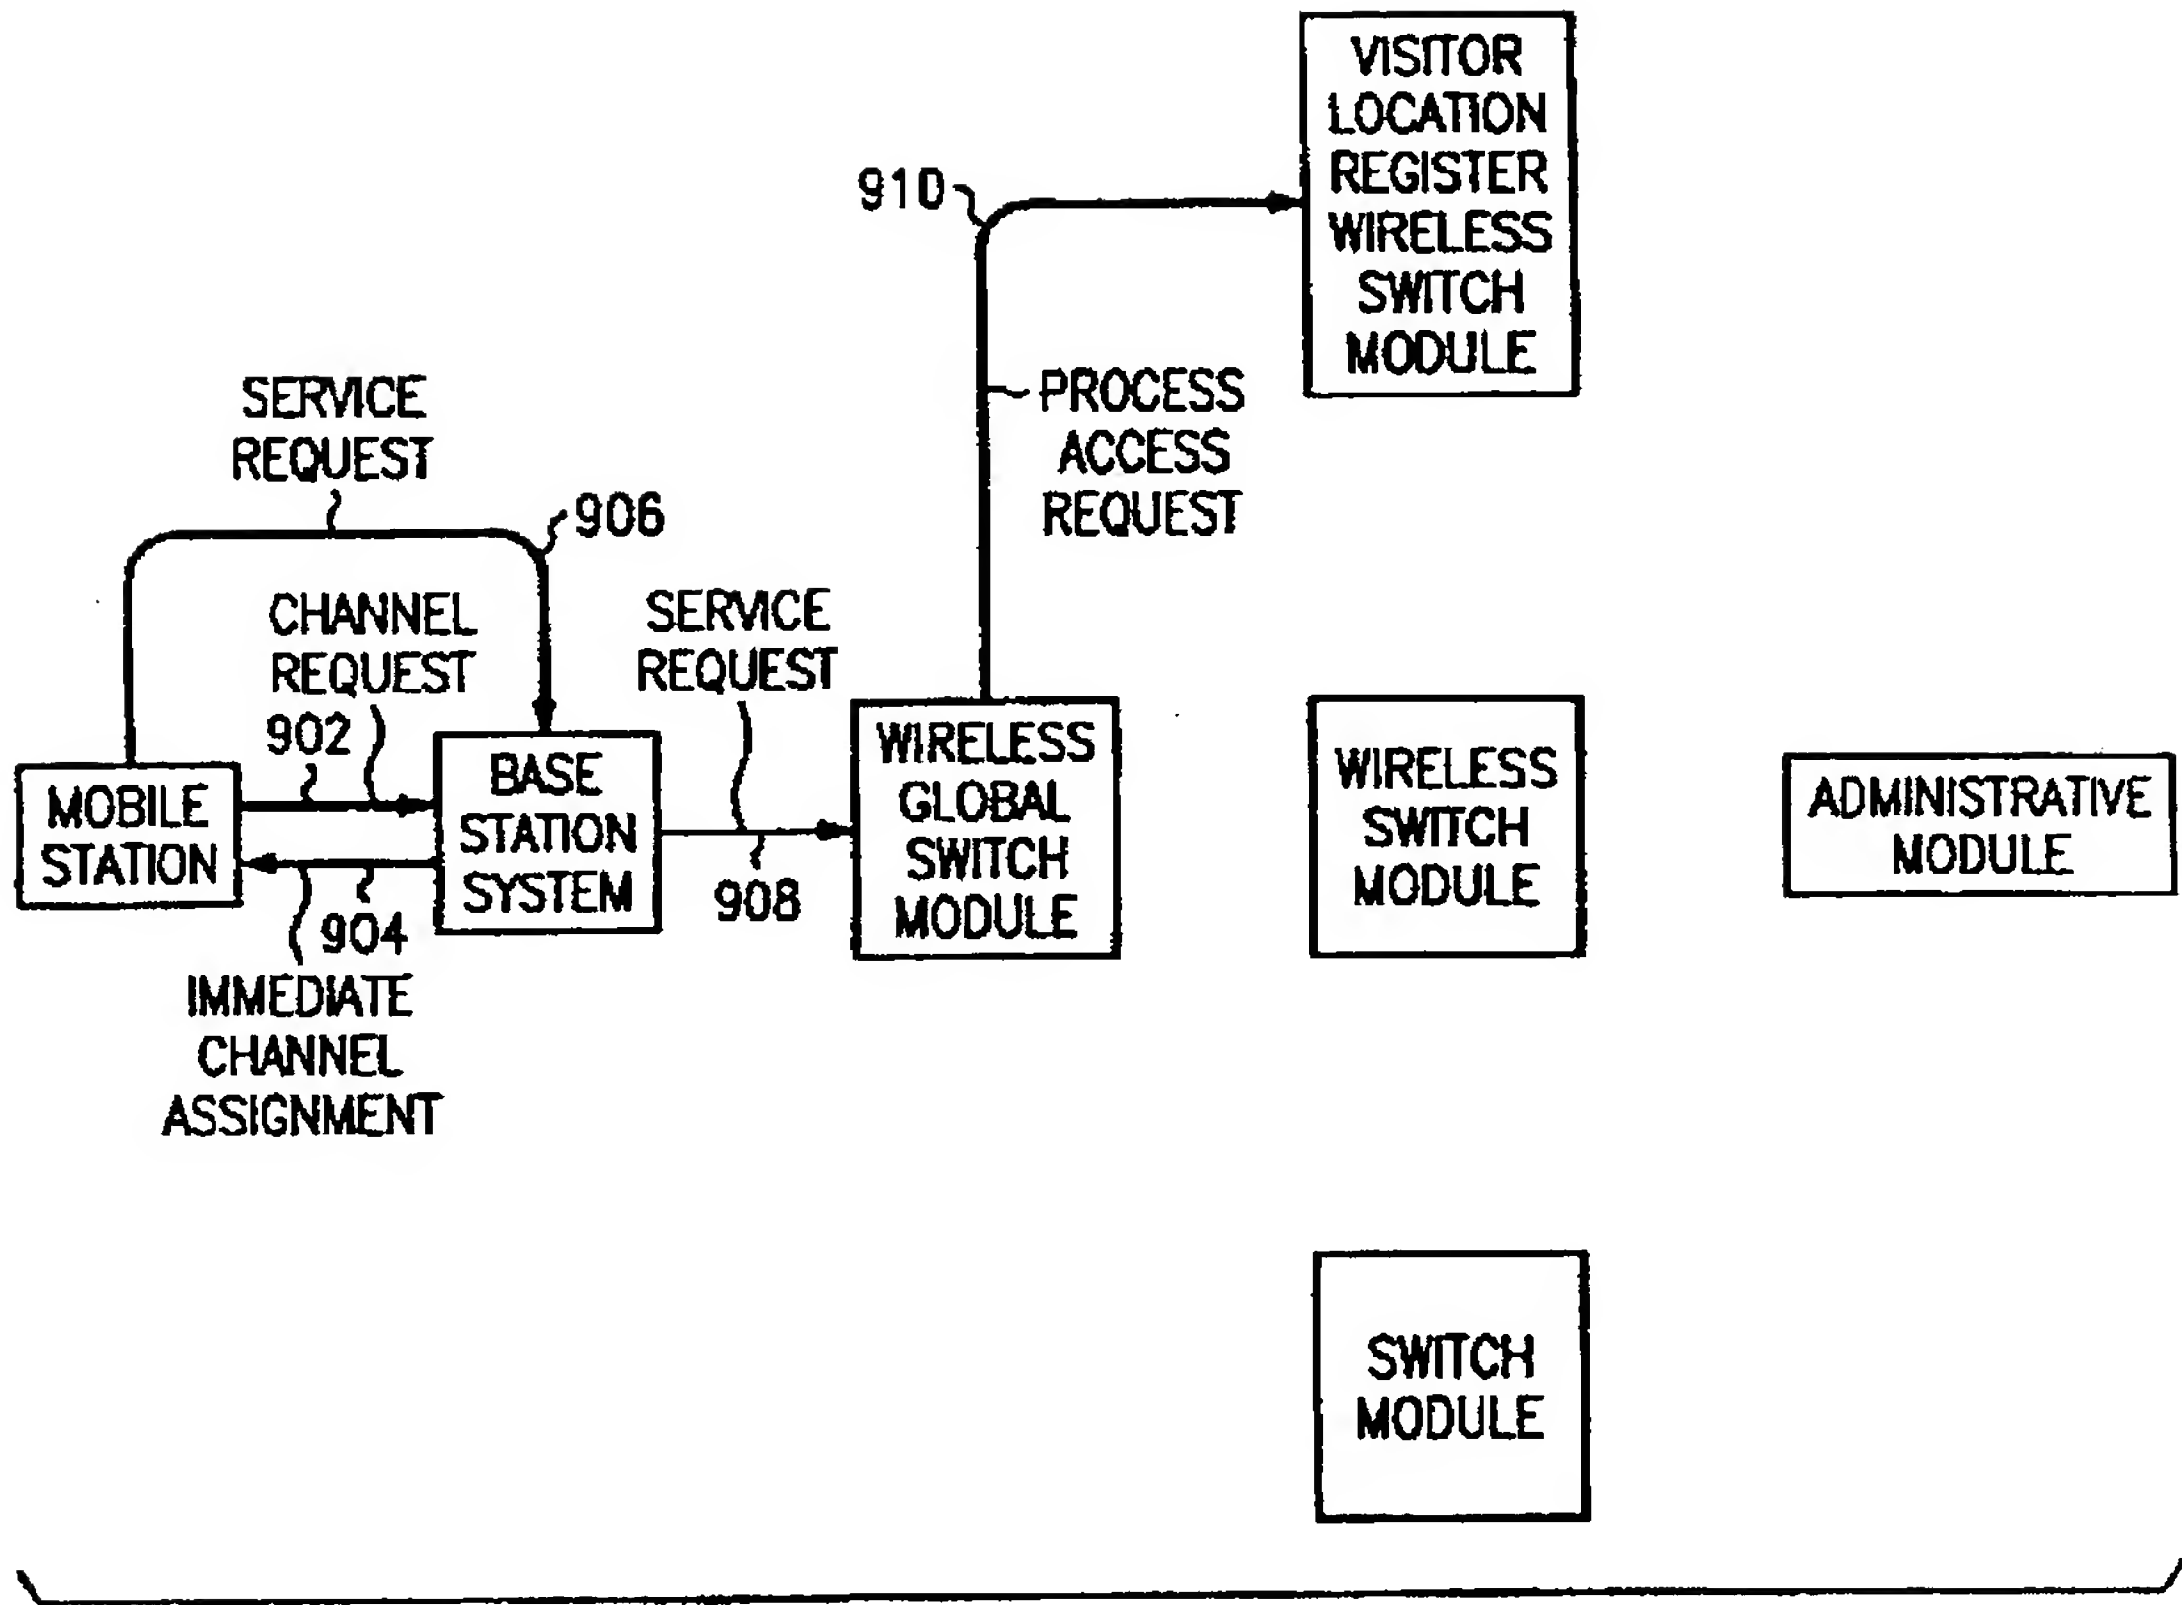 VISITOR
LOCATION
REGISTER
WIRELESS
SWITCH
MODULE
910
PROCESS
ACCESS
REQUEST
SERVICE
REQUEST
906
CHANNEL
REQUEST
902
SERVICE
REQUEST
MOBILE
STATION
BASE
STATION
SYSTEM
904
IMMEDIATE
CHANNEL
ASSIGNMENT
908
WIRELESS
GLOBAL
SWITCH
MODULE
WIRELESS
SWITCH
MODULE
ADMINISTRATIVE
MODULE
SWITCH
MODULE